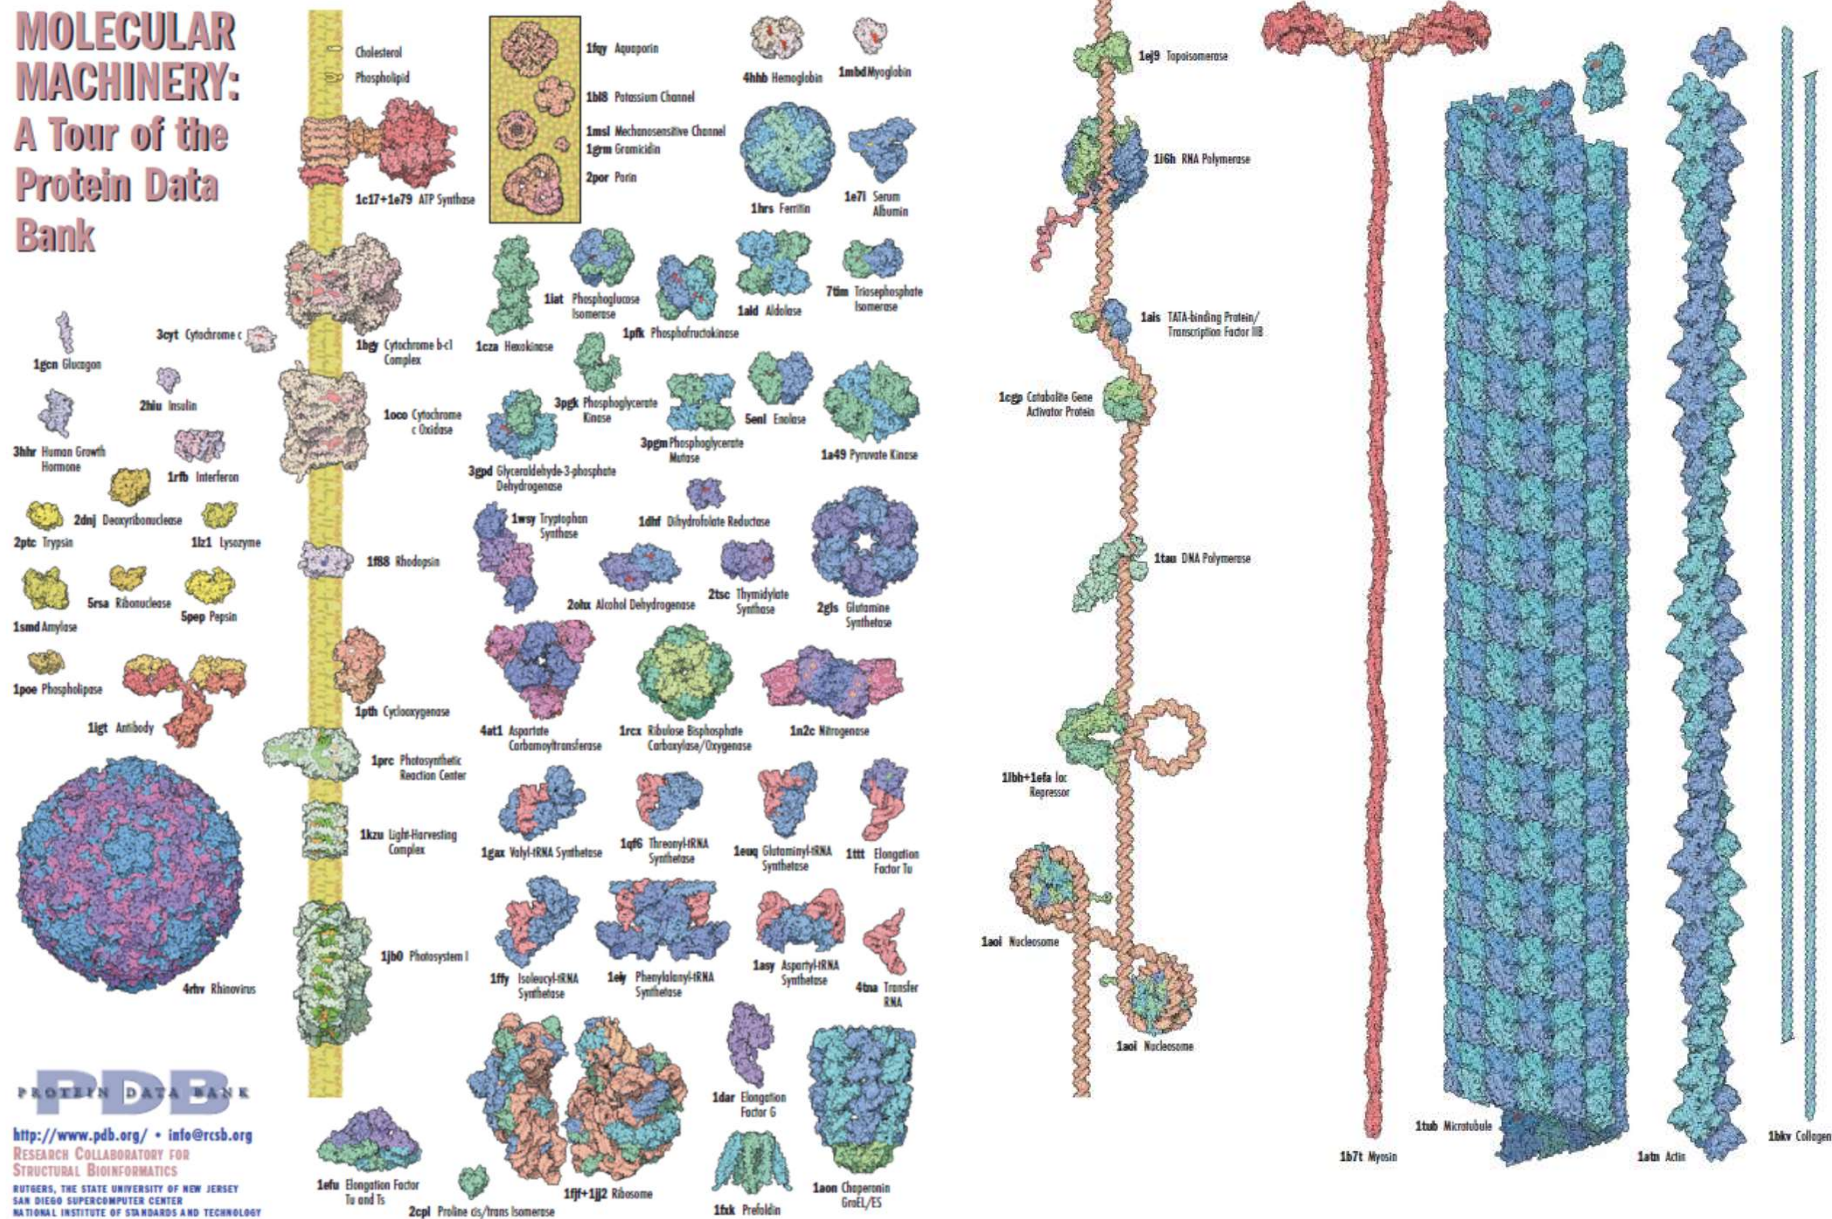 MOLECULAR
MACHINERY:
A Tour of the
Protein Data
Bank
Cholesterol
Phospholipid
1c17+1e79 ATP Synthase
1bgy Cytochrome b-c1
Complex
1oco Cytochrome
c Oxidase
1f88 Rhodopsin
1pth Cyclooxygenase
1prc Photosynthetic
Reaction Center
1kzu Light-Harvesting
Complex
1jb0 Photosystem I
1gcn Glucagon
3cyt Cytochrome c
2hiu Insulin
3hhr Human Growth
Hormone
1rfb Interferon
2dnj Deoxyribonuclease
2ptc Trypsin
1lz1 Lysozyme
5rsa Ribonuclease
1smd Amylase
5pep Pepsin
1poe Phospholipase
1igt Antibody
4rhv Rhinovirus
PDB
PROTEIN DATA BANK
http://www.pdb.org/ • info@rcsb.org
RESEARCH COLLABORATORY FOR
STRUCTURAL BIOINFORMATICS
RUTGERS, THE STATE UNIVERSITY OF NEW JERSEY
SAN DIEGO SUPERCOMPUTER CENTER
NATIONAL INSTITUTE OF STANDARDS AND TECHNOLOGY
1fqy Aquaporin
1bl8 Potassium Channel
1msl Mechanosensitive Channel
1grm Gramicidin
2por Porin
4hhb Hemoglobin
1mbd Myoglobin
1hrs Ferritin
1e7i Serum
Albumin
1cza Hexokinase
1iat Phosphoglucose
Isomerase
1pfk Phosphofructokinase
1ald Aldolase
7tim Triosephosphate
Isomerase
3gpd Glyceraldehyde-3-phosphate
Dehydrogenase
3pgk Phosphoglycerate
Kinase
3pgm Phosphoglycerate
Mutase
5enl Enolase
1a49 Pyruvate Kinase
1wsy Tryptophan
Synthase
1dhf Dihydrofolate Reductase
2ohx Alcohol Dehydrogenase
2tsc Thymidylate
Synthase
2gls Glutamine
Synthetase
4at1 Aspartate
Carbamoyltransferase
1rcx Ribulose Bisphosphate
Carboxylase/Oxygenase
1n2c Nitrogenase
1gax Valyl-tRNA Synthetase
1qf6 Threonyl-tRNA
Synthetase
1euq Glutaminyl-tRNA
Synthetase
1ttt Elongation
Factor Tu
1ffy Isoleucyl-tRNA
Synthetase
1eiy Phenylalanyl-tRNA
Synthetase
1asy Aspartyl-tRNA
Synthetase
4tna Transfer
RNA
1efu Elongation Factor
Tu and Ts
2cpl Proline cis/trans Isomerase
1fjf+1jj2 Ribosome
1dar Elongation
Factor G
1fxk Prefoldin
1aon Chaperonin
GroEL/ES
1ej9 Topoisomerase
1i6h RNA Polymerase
1ais TATA-binding Protein/
Transcription Factor IIB
1cgp Catabolite Gene
Activator Protein
1tau DNA Polymerase
1lbh+1efa lac
Repressor
1aoi Nucleosome
1aoi Nucleosome
1b7t Myosin
1tub Microtubule
1atn Actin
1bkv Collagen